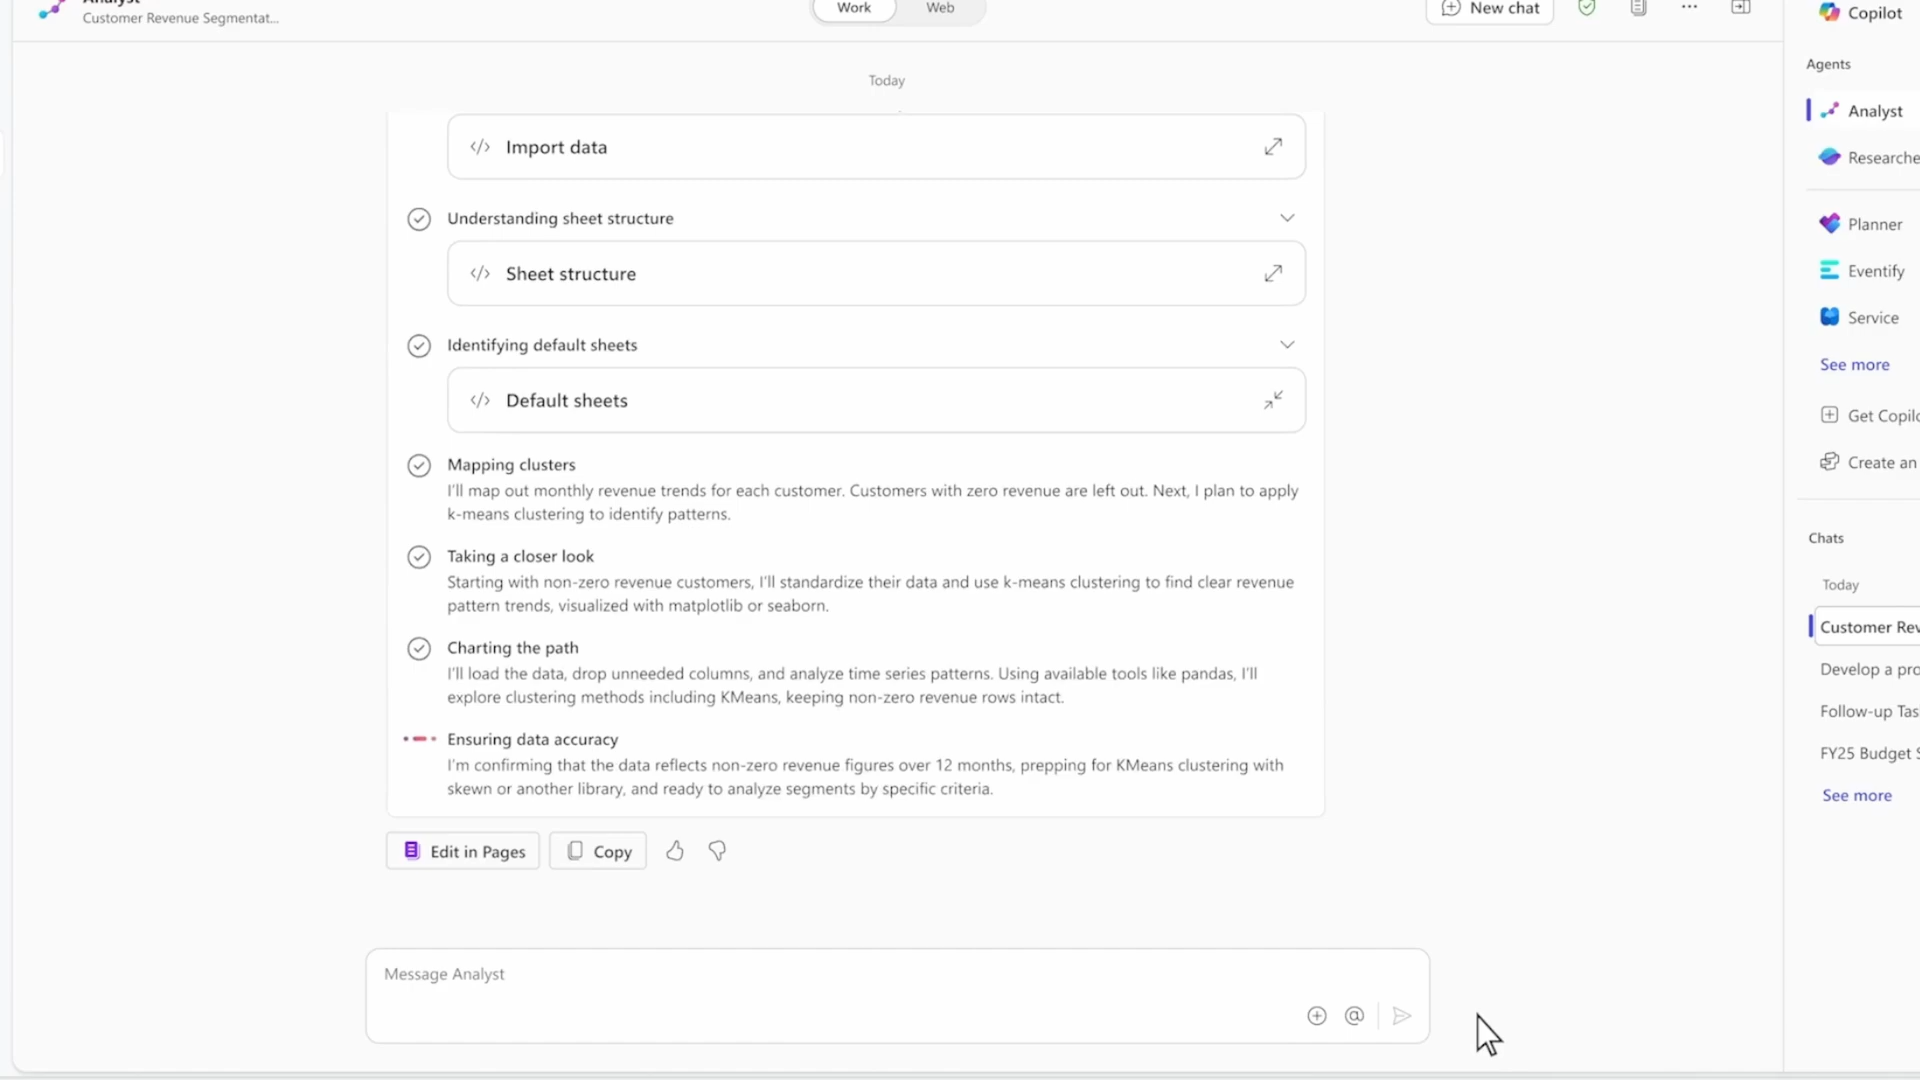 Analyst
Customer Revenue Segmentat...
Work
Web
New chat
Today
Import data
Understanding sheet structure
Sheet structure
Identifying default sheets
Default sheets
Mapping clusters
I'll map out monthly revenue trends for each customer. Customers with zero revenue are left out. Next, I plan to apply
k-means clustering to identify patterns.
Taking a closer look
Starting with non-zero revenue customers, I'll standardize their data and use k-means clustering to find clear revenue
pattern trends, visualized with matplotlib or seaborn.
Charting the path
I'll load the data, drop unneeded columns, and analyze time series patterns. Using available tools like pandas, I'll
explore clustering methods including KMeans, keeping non-zero revenue rows intact.
Ensuring data accuracy
I'm confirming that the data reflects non-zero revenue figures over 12 months, prepping for KMeans clustering with
skewn or another library, and ready to analyze segments by specific criteria.
Edit in Pages
Copy
Message Analyst
Copilot
Agents
Analyst
Researche
Planner
Eventify
Service
See more
Get Copilo
Create an
Chats
Today
Customer Rev
Develop a pro
Follow-up Tas
FY25 Budget S
See more